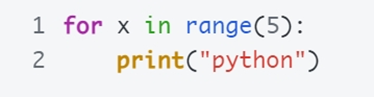 1 for x in range(5):
2     print("python")